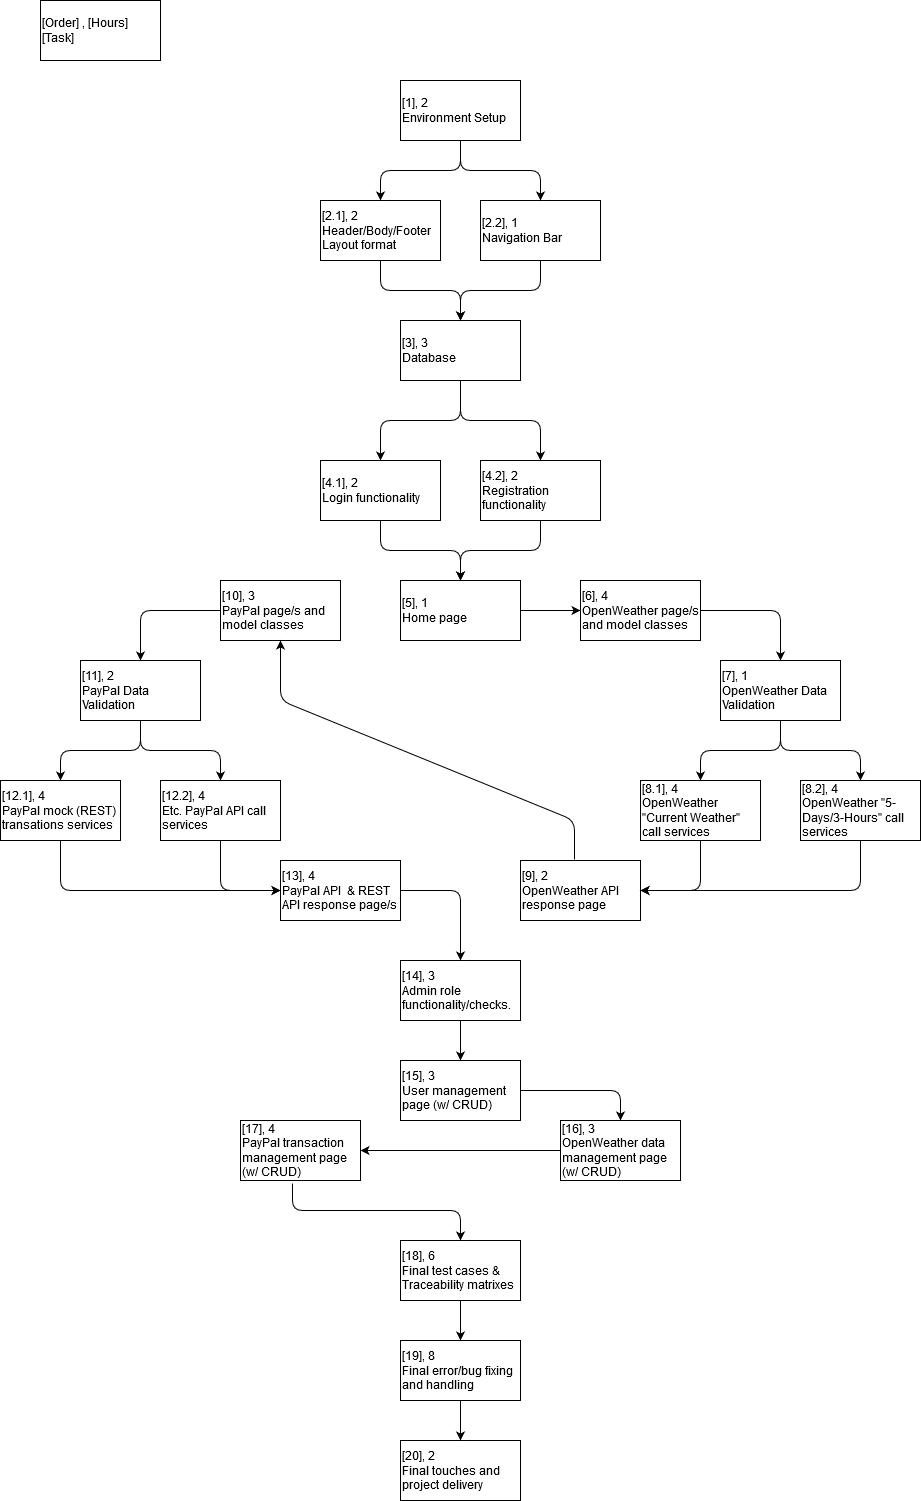 [Order] , [Hours]
[Task]
[1], 2
Environment Setup
[2.1], 2
Header/Body/Footer
Layout format
[2.2], 1
Navigation Bar
[3], 3
Database
[4.1], 2
Login functionality
[4.2], 2
Registration
functionality
[5], 1
Home page
[6], 4
OpenWeather page/s
and model classes
[7], 1
OpenWeather Data
Validation
[8.1], 4
OpenWeather
"Current Weather"
call services
[8.2], 4
OpenWeather "5-
Days/3-Hours" call
services
[9], 2
OpenWeather API
response page
[10], 3
PayPal page/s and
model classes
[11], 2
PayPal Data
Validation
[12.1], 4
PayPal mock (REST)
transations services
[12.2], 4
Etc. PayPal API call
services
[13], 4
PayPal API & REST
API response page/s
[14], 3
Admin role
functionality/checks.
[15], 3
User management
page (w/ CRUD)
[16], 3
OpenWeather data
management page
(w/ CRUD)
[17], 4
PayPal transaction
management page
(w/ CRUD)
[18], 6
Final test cases &
Traceability matrixes
[19], 8
Final error/bug fixing
and handling
[20], 2
Final touches and
project delivery